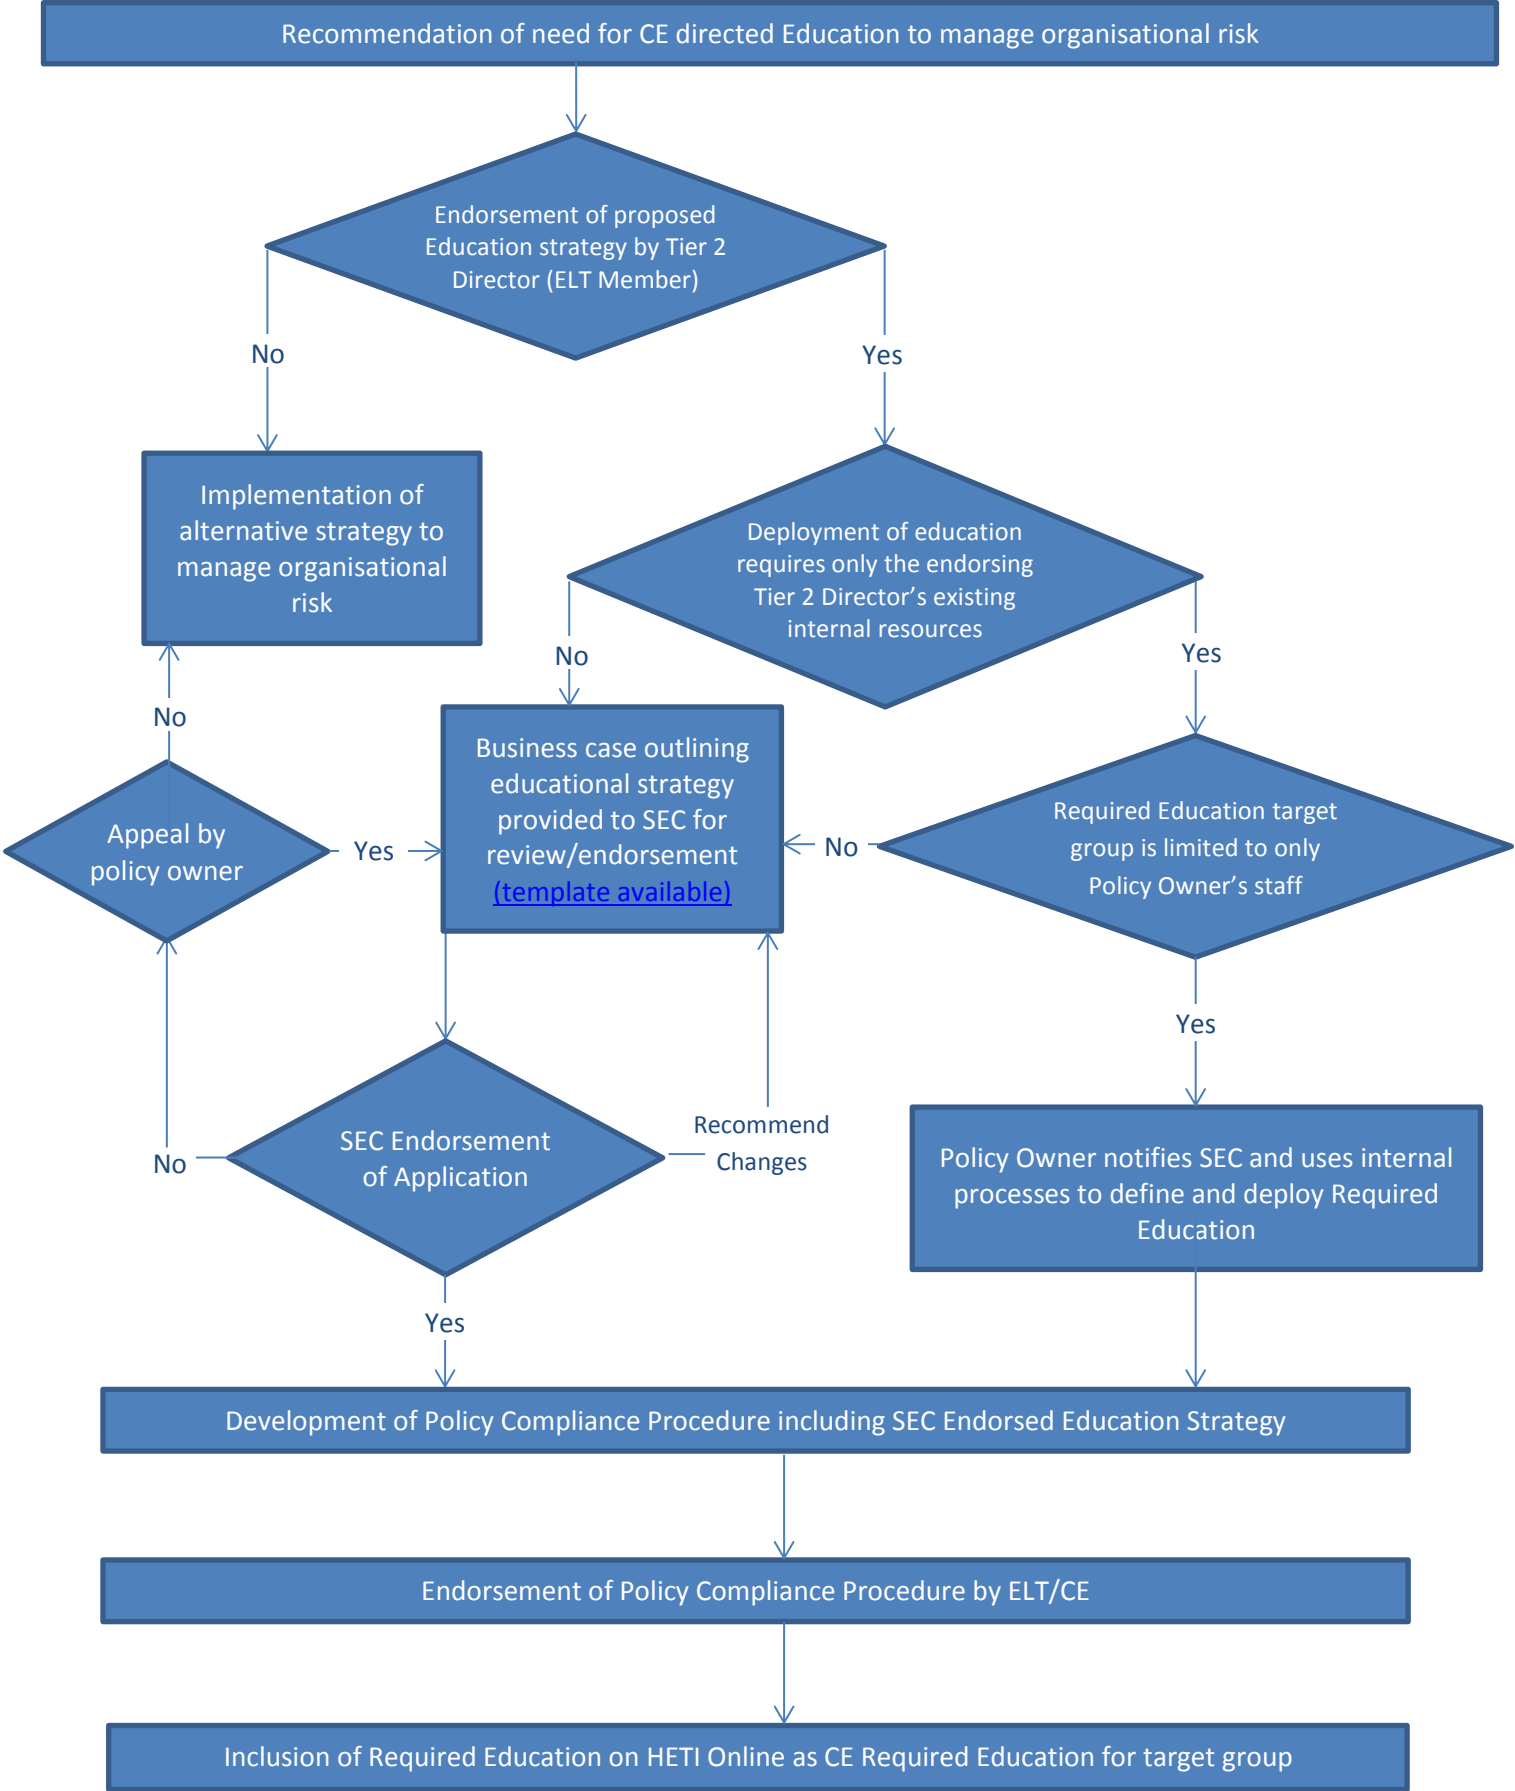 Recommendation of need for CE directed Education to manage organisational risk
Endorsement of proposed
Education strategy by Tier 2
Director (ELT Member)
No
Yes
Implementation of
alternative strategy to
manage organisational
risk
Deployment of education
requires only the endorsing
Tier 2 Director’s existing
internal resources
No
Yes
No
Business case outlining
educational strategy
provided to SEC for
review/endorsement
(template available)
Required Education target
group is limited to only
Policy Owner’s staff
Appeal by
policy owner
Yes
No
Yes
SEC Endorsement
of Application
No
Recommend
Changes
Policy Owner notifies SEC and uses internal
processes to define and deploy Required
Education
Yes
Development of Policy Compliance Procedure including SEC Endorsed Education Strategy
Endorsement of Policy Compliance Procedure by ELT/CE
Inclusion of Required Education on HETI Online as CE Required Education for target group